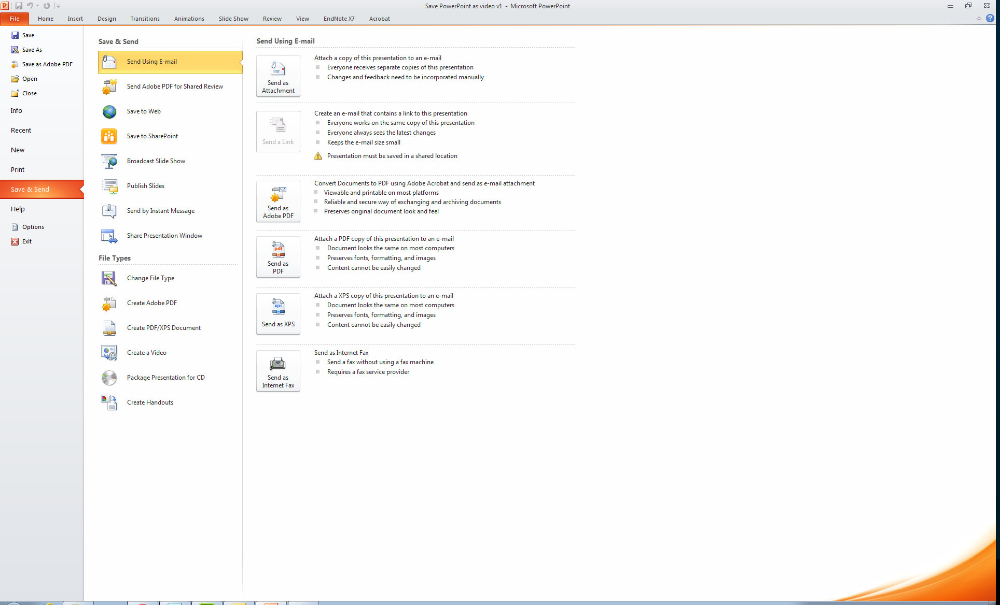 Save PowerPoint as video v1 - Microsoft PowerPoint
File Home Insert Design Transitions Animations Slide Show Review View EndNote X7 Acrobat
Save
Save As
Save as Adobe PDF
Open
Close
Info
Recent
New
Print
Save & Send
Help
Options
Exit
Save & Send
Send Using E-mail
Send Adobe PDF for Shared Review
Save to Web
Save to SharePoint
Broadcast Slide Show
Publish Slides
Send by Instant Message
Share Presentation Window
File Types
Change File Type
Create Adobe PDF
Create PDF/XPS Document
Create a Video
Package Presentation for CD
Create Handouts
Send Using E-mail
Send as
Attachment
Attach a copy of this presentation to an e-mail
Everyone receives separate copies of this presentation
Changes and feedback need to be incorporated manually
Send a Link
Create an e-mail that contains a link to this presentation
Everyone works on the same copy of this presentation
Everyone always sees the latest changes
Keeps the e-mail size small
Presentation must be saved in a shared location
Send as
Adobe PDF
Convert Documents to PDF using Adobe Acrobat and send as e-mail attachment
Viewable and printable on most platforms
Reliable and secure way of exchanging and archiving documents
Preserves original document look and feel
pdf
Send as
PDF
Attach a PDF copy of this presentation to an e-mail
Document looks the same on most computers
Preserves fonts, formatting, and images
Content cannot be easily changed
xps
Send as XPS
Attach a XPS copy of this presentation to an e-mail
Document looks the same on most computers
Preserves fonts, formatting, and images
Content cannot be easily changed
Send as
Internet Fax
Send as Internet Fax
Send a fax without using a fax machine
Requires a fax service provider